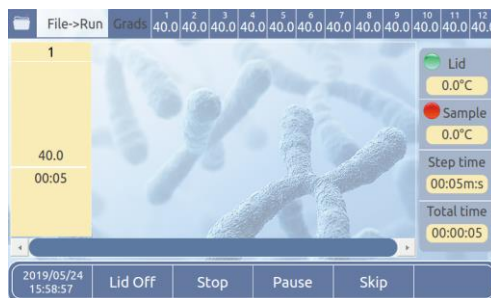 File->Run Grads 1 2 3 4 5 6 7 8 9 10 11 12
40.0 40.0 40.0 40.0 40.0 40.0 40.0 40.0 40.0 40.0 40.0 40.
1
40.0
00:05
Lid
0.0°C
Sample
0.0°C
Step time
00:05m:s
Total time
00:00:05
2019/05/24
15:58:57
Lid Off Stop Pause Skip